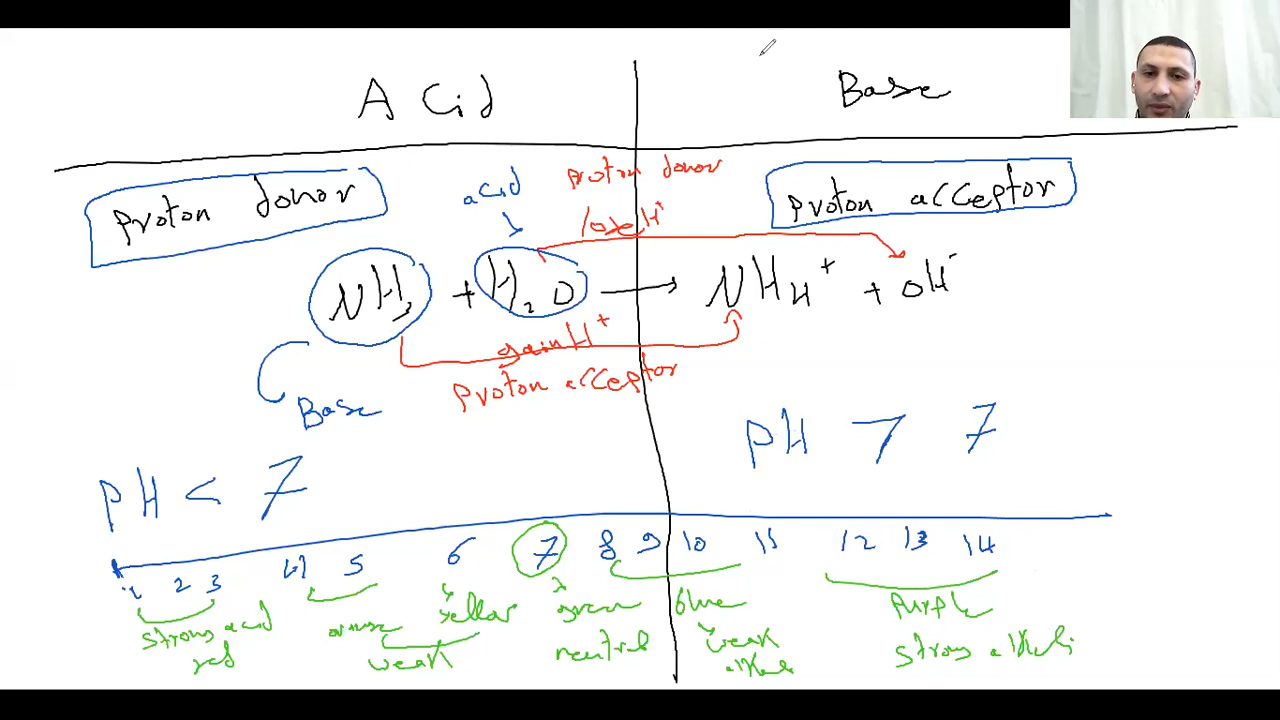 Acid
Base
Proton donor
acid
proton donor
lose H+
Proton acceptor
NH3 + H2O → NH4+ + OH-
gain H+
Proton acceptor
Base
pH > 7
pH < 7
1 2 3 4 5 6 7 8 9 10 11 12 13 14
strong acid
red
orange
yellow
weak
green
neutral
blue
weak
alkali
Purple
strong alkali